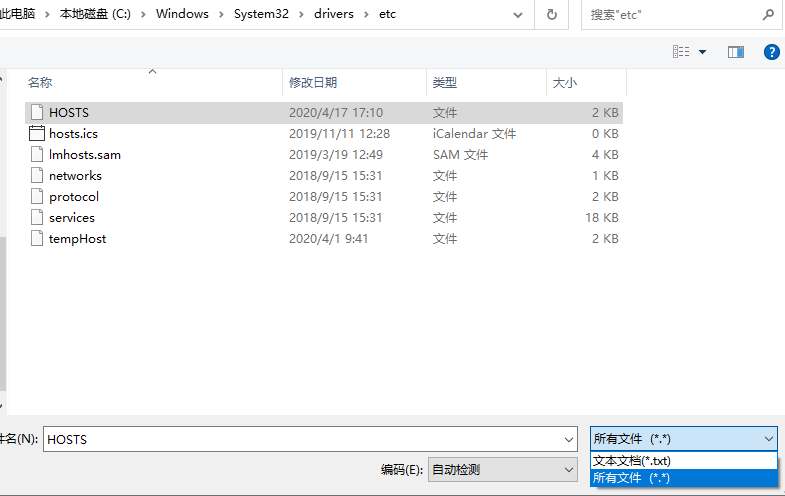 此电脑 › 本地磁盘 (C:) › Windows › System32 › drivers › etc 搜索"etc"
名称 修改日期 类型 大小
HOSTS 2020/4/17 17:10 文件 2 KB
hosts.ics 2019/11/11 12:28 iCalendar 文件 0 KB
lmhosts.sam 2019/3/19 12:49 SAM 文件 4 KB
networks 2018/9/15 15:31 文件 1 KB
protocol 2018/9/15 15:31 文件 2 KB
services 2018/9/15 15:31 文件 18 KB
tempHost 2020/4/1 9:41 文件 2 KB
件名(N): HOSTS 所有文件 (*.*)
文本文档(*.txt)
编码(E): 自动检测 所有文件 (*.*)